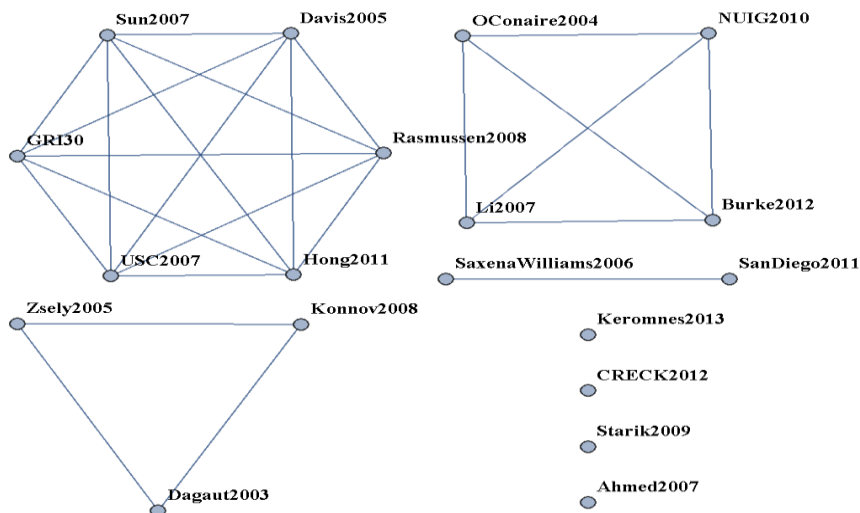 Sun2007
Davis2005
OConaire2004
NUIG2010
GRI30
Rasmussen2008
Li2007
Burke2012
USC2007
Hong2011
SaxenaWilliams2006
SanDiego2011
Zsely2005
Konnov2008
Keromnes2013
CRECK2012
Starik2009
Dagaut2003
Ahmed2007